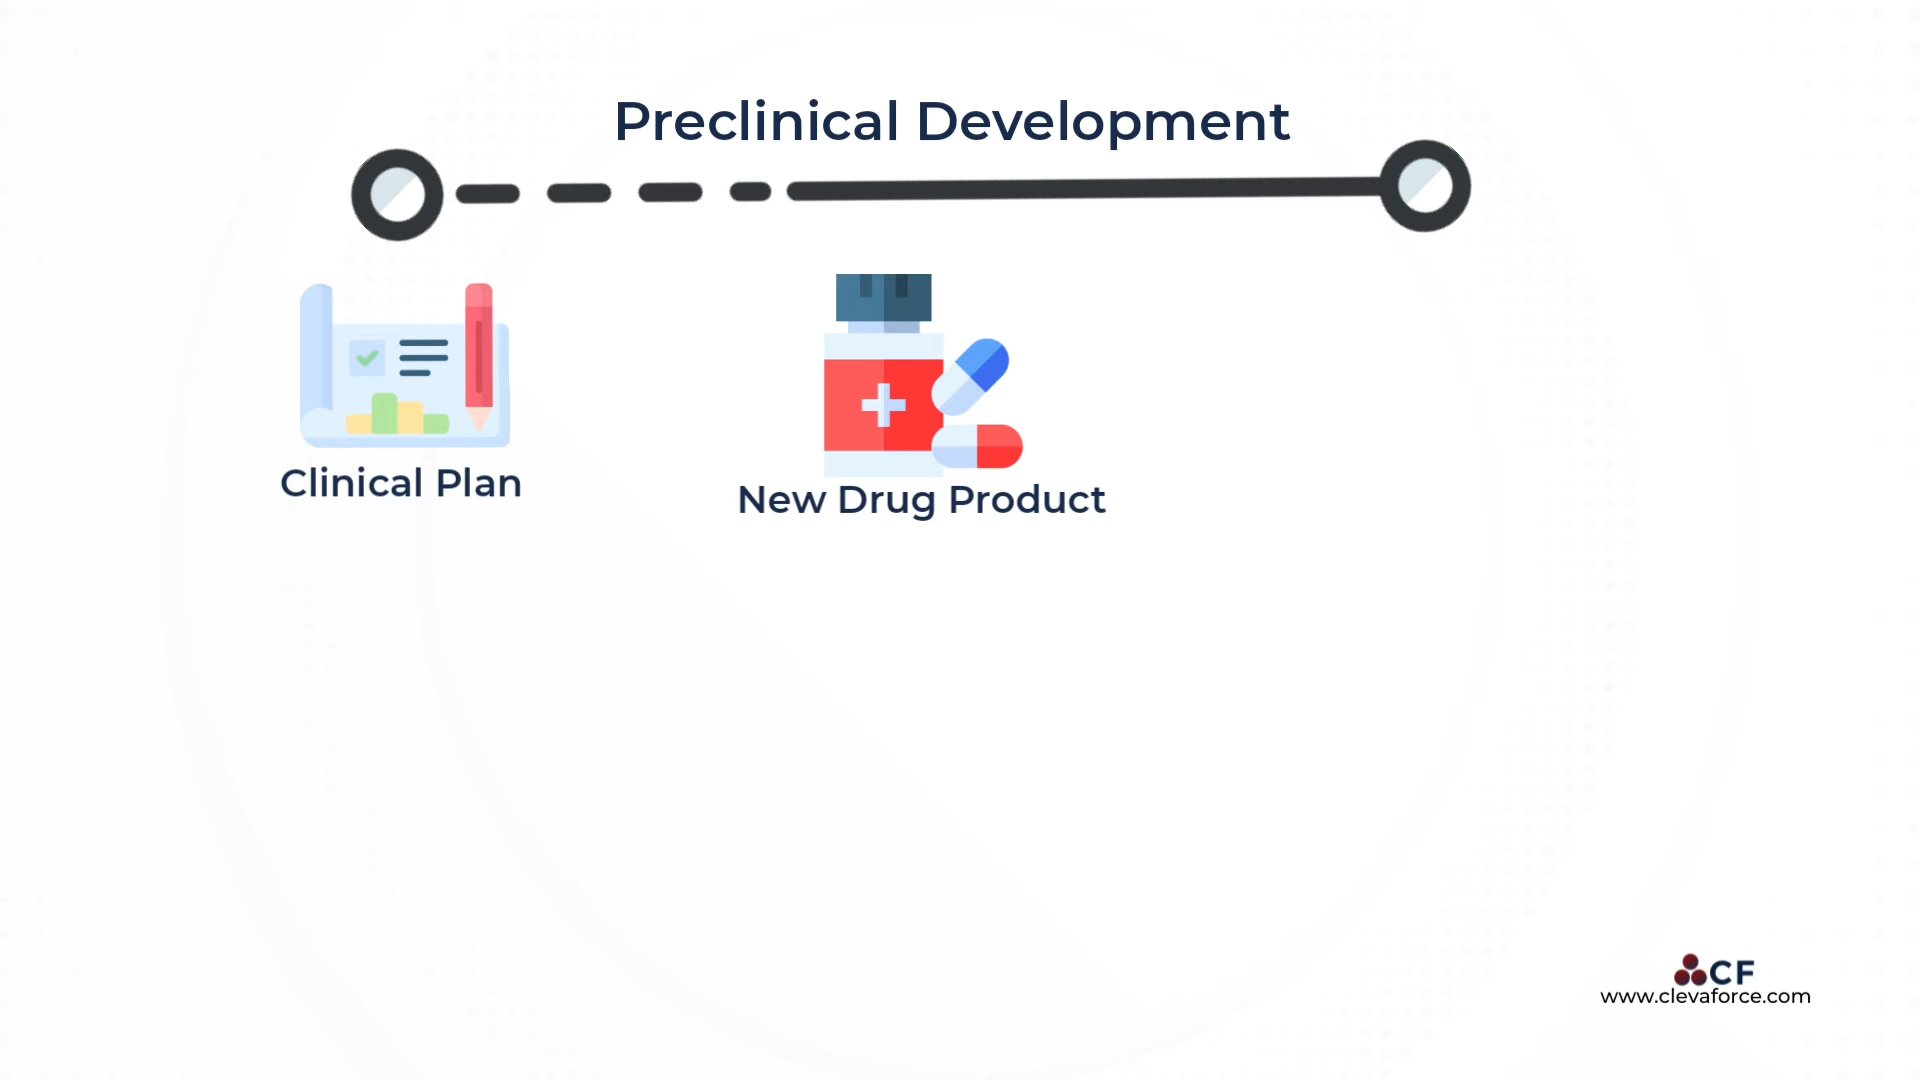 Preclinical Development
Clinical Plan
New Drug Product
CF
www.clevaforce.com